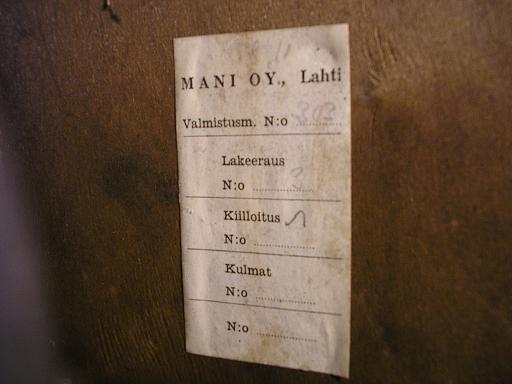 MANI OY., Lahti
Valmistusm. N:o
Lakeeraus
N:o
Kiilloitus
N:o
Kulmat
N:o
N:o